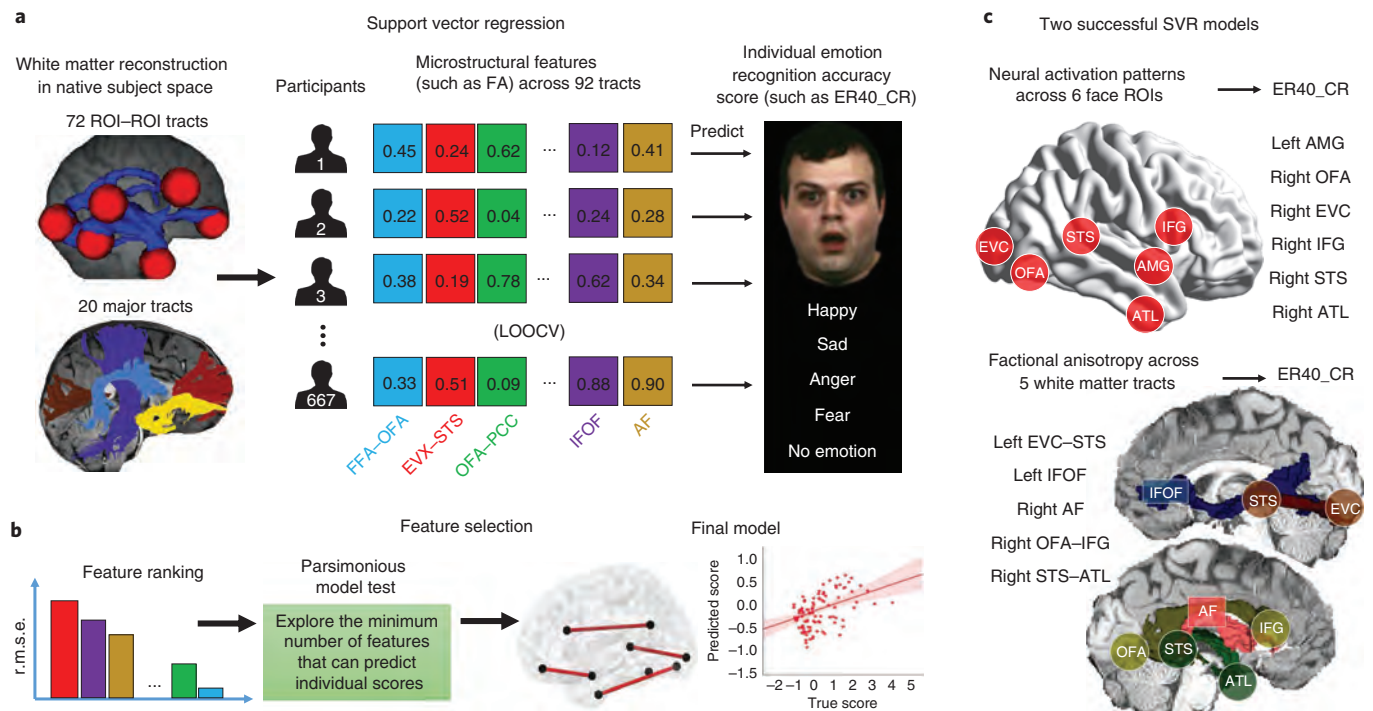 a
Support vector regression
White matter reconstruction
in native subject space
72 ROI–ROI tracts
20 major tracts
Participants
Microstructural features
(such as FA) across 92 tracts
Individual emotion
recognition accuracy
score (such as ER40_CR)
1
0.45 0.24 0.62 ... 0.12 0.41
Predict
2
0.22 0.52 0.04 ... 0.24 0.28
3
0.38 0.19 0.78 ... 0.62 0.34
(LOOCV)
667
0.33 0.51 0.09 ... 0.88 0.90
FFA–OFA
EVX–STS
OFA–PCC
IFOF
AF
Happy
Sad
Anger
Fear
No emotion
b
Feature selection
Feature ranking
r.m.s.e.
...
Parsimonious
model test
Explore the minimum
number of features
that can predict
individual scores
Final model
Predicted score
1.0
0.5
0.0
–0.5
–1.0
–1.5
–2 –1 0 1 2 3 4 5
True score
c
Two successful SVR models
Neural activation patterns
across 6 face ROIs
ER40_CR
EVC
OFA
STS
IFG
AMG
ATL
Left AMG
Right OFA
Right EVC
Right IFG
Right STS
Right ATL
Factional anisotropy across
5 white matter tracts
ER40_CR
Left EVC–STS
Left IFOF
Right AF
Right OFA–IFG
Right STS–ATL
IFOF
STS
EVC
AF
IFG
OFA
STS
ATL